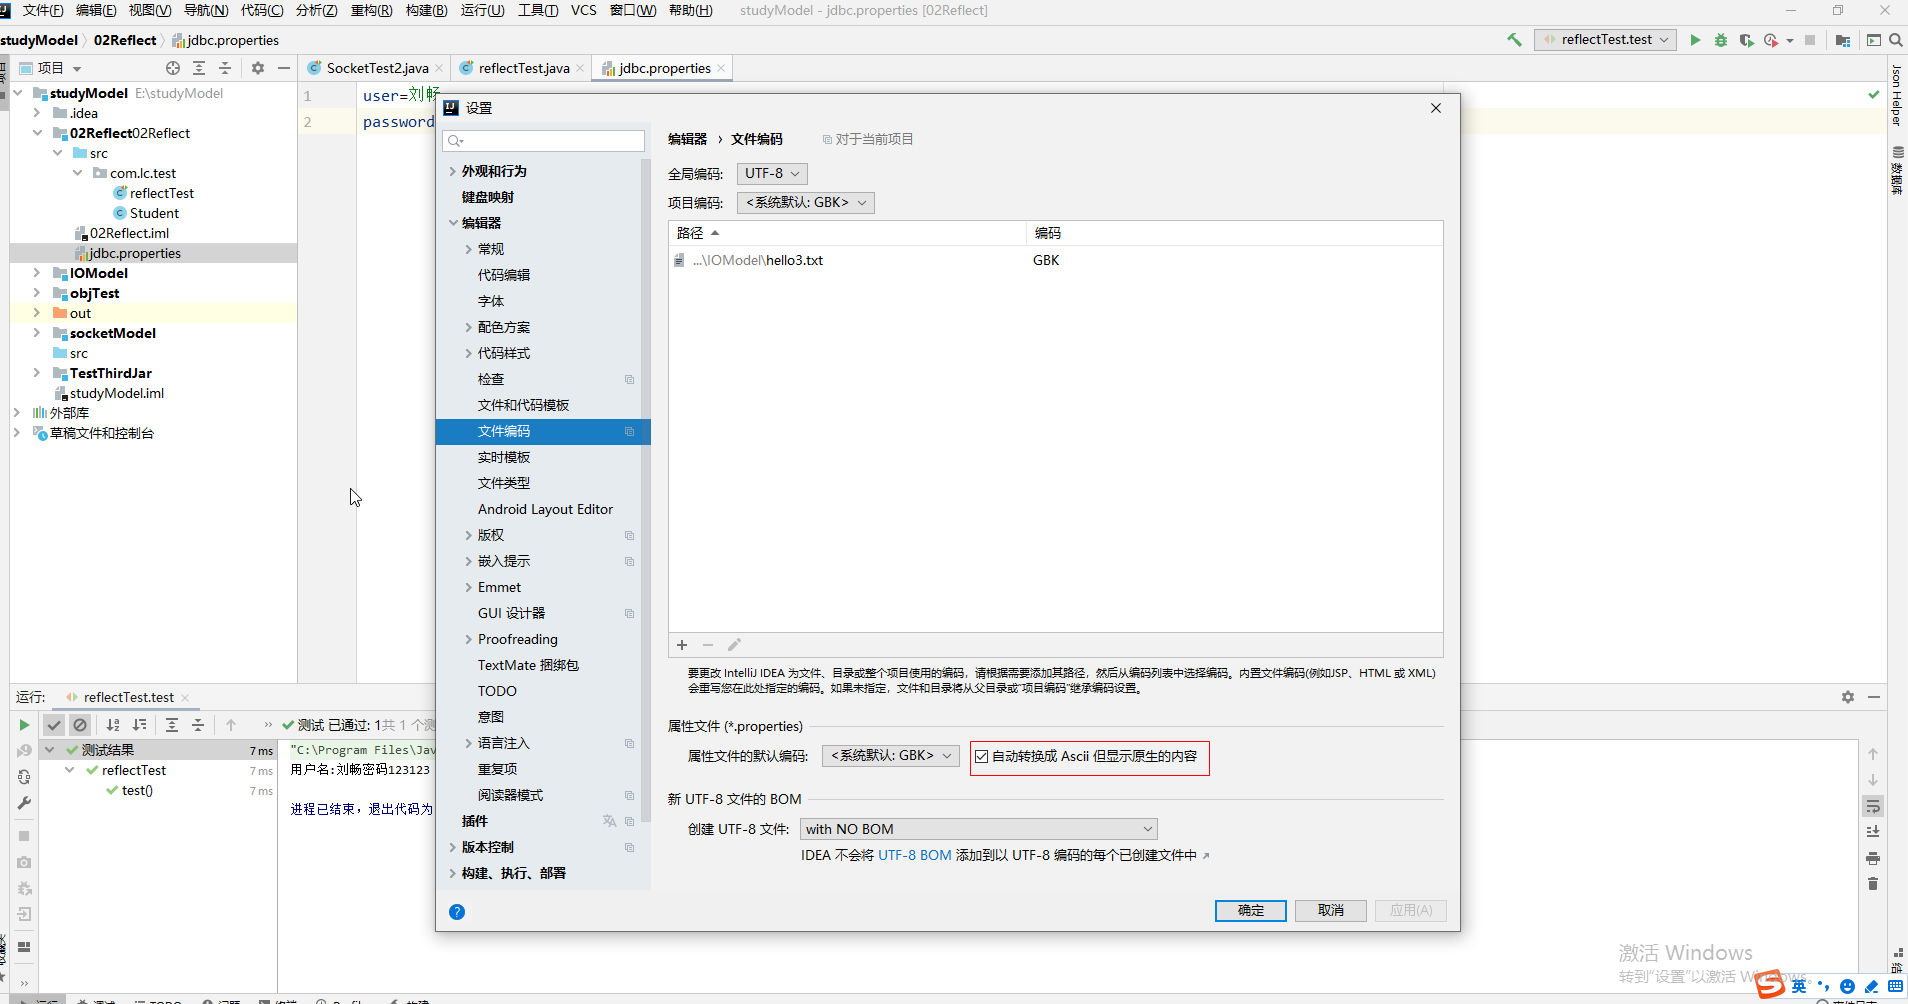 文件(F) 编辑(E) 视图(V) 导航(N) 代码(C) 分析(Z) 重构(R) 构建(B) 运行(U) 工具(T) VCS 窗口(W) 帮助(H) studyModel - jdbc.properties [02Reflect]
studyModel 02Reflect jdbc.properties
reflectTest.test
项目
SocketTest2.java reflectTest.java jdbc.properties
studyModel E:\studyModel
.idea
02Reflect02Reflect
src
com.lc.test
reflectTest
Student
02Reflect.iml
jdbc.properties
IOModel
objTest
out
socketModel
src
TestThirdJar
studyModel.iml
外部库
草稿文件和控制台
1 user=刘畅
2 password
设置
外观和行为
键盘映射
编辑器
常规
代码编辑
字体
配色方案
代码样式
检查
文件和代码模板
文件编码
实时模板
文件类型
Android Layout Editor
版权
嵌入提示
Emmet
GUI 设计器
Proofreading
TextMate 捆绑包
TODO
意图
语言注入
重复项
阅读器模式
插件
版本控制
构建、执行、部署
编辑器 › 文件编码 对于当前项目
全局编码: UTF-8
项目编码: <系统默认: GBK>
路径 编码
...\IOModel\hello3.txt GBK
要更改 IntelliJ IDEA 为文件、目录或整个项目使用的编码，请根据需要添加其路径，然后从编码列表中选择编码。内置文件编码(例如JSP、HTML 或 XML)
会重写您在此处指定的编码。如果未指定，文件和目录将从父目录或"项目编码"继承编码设置。
属性文件 (*.properties)
属性文件的默认编码: <系统默认: GBK> 自动转换成 Ascii 但显示原生的内容
新 UTF-8 文件的 BOM
创建 UTF-8 文件: with NO BOM
IDEA 不会将 UTF-8 BOM 添加到以 UTF-8 编码的每个已创建文件中
确定 取消 应用(A)
Json Helper
数据库
运行: reflectTest.test
测试 已通过: 1共 1 个测
测试结果 7 ms
reflectTest 7 ms
test() 7 ms
"C:\Program Files\Jav
用户名:刘畅密码123123
进程已结束，退出代码为
激活 Windows
转到"设置"以激活 Windows。
英
运行 调试 TODO 问题 终端 构建